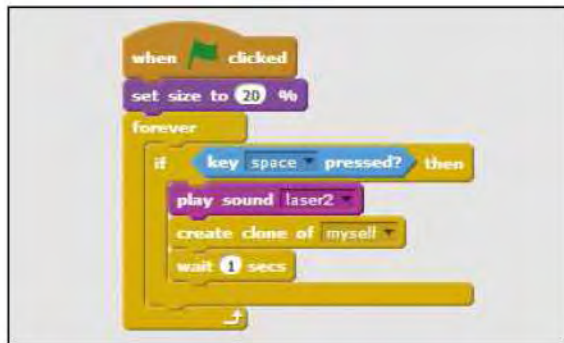 when clicked
set size to 20 %
forever
if key space pressed? then
play sound laser2
create clone of myself
wait 1 secs